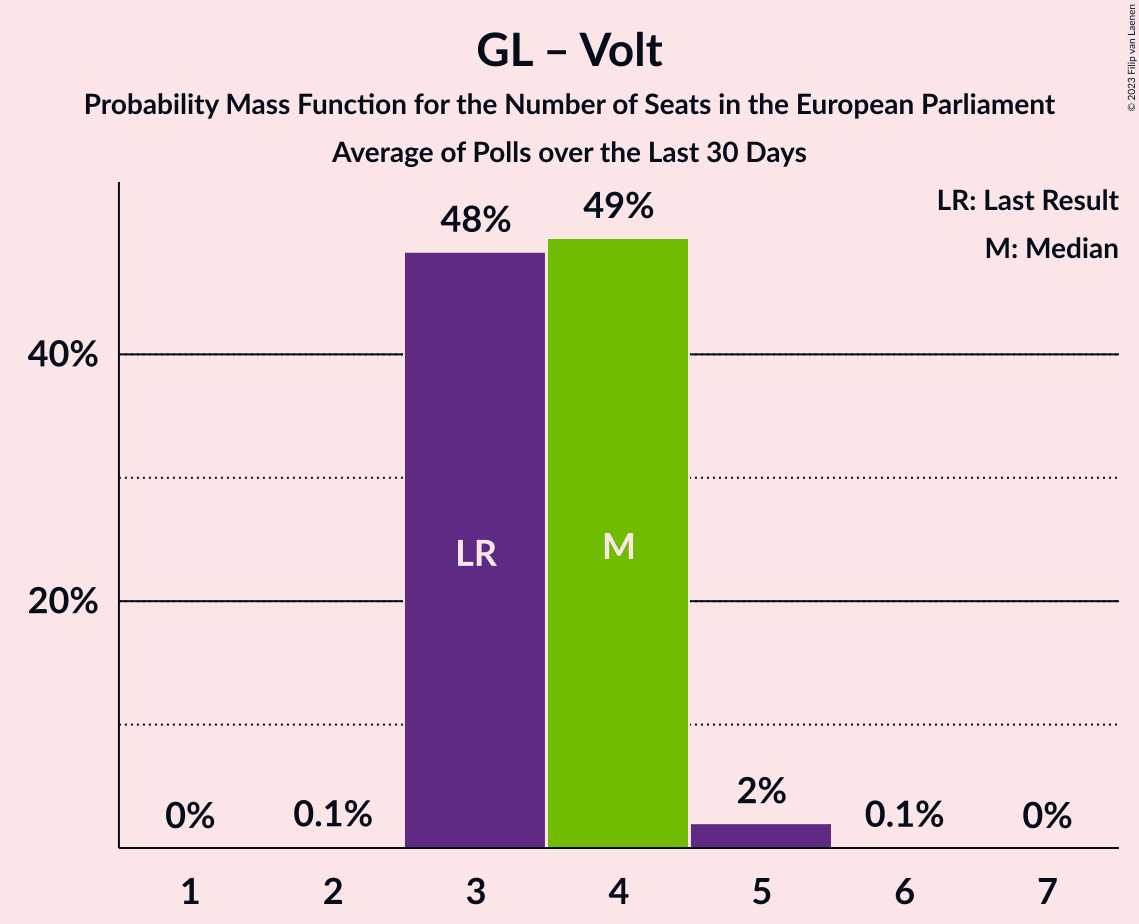 GL – Volt
Probability Mass Function for the Number of Seats in the European Parliament
Average of Polls over the Last 30 Days
© 2023 Filip van Laenen
LR: Last Result
M: Median
48%
49%
40%
LR
M
20%
0%
0.1%
2%
0.1%
0%
1 2 3 4 5 6 7